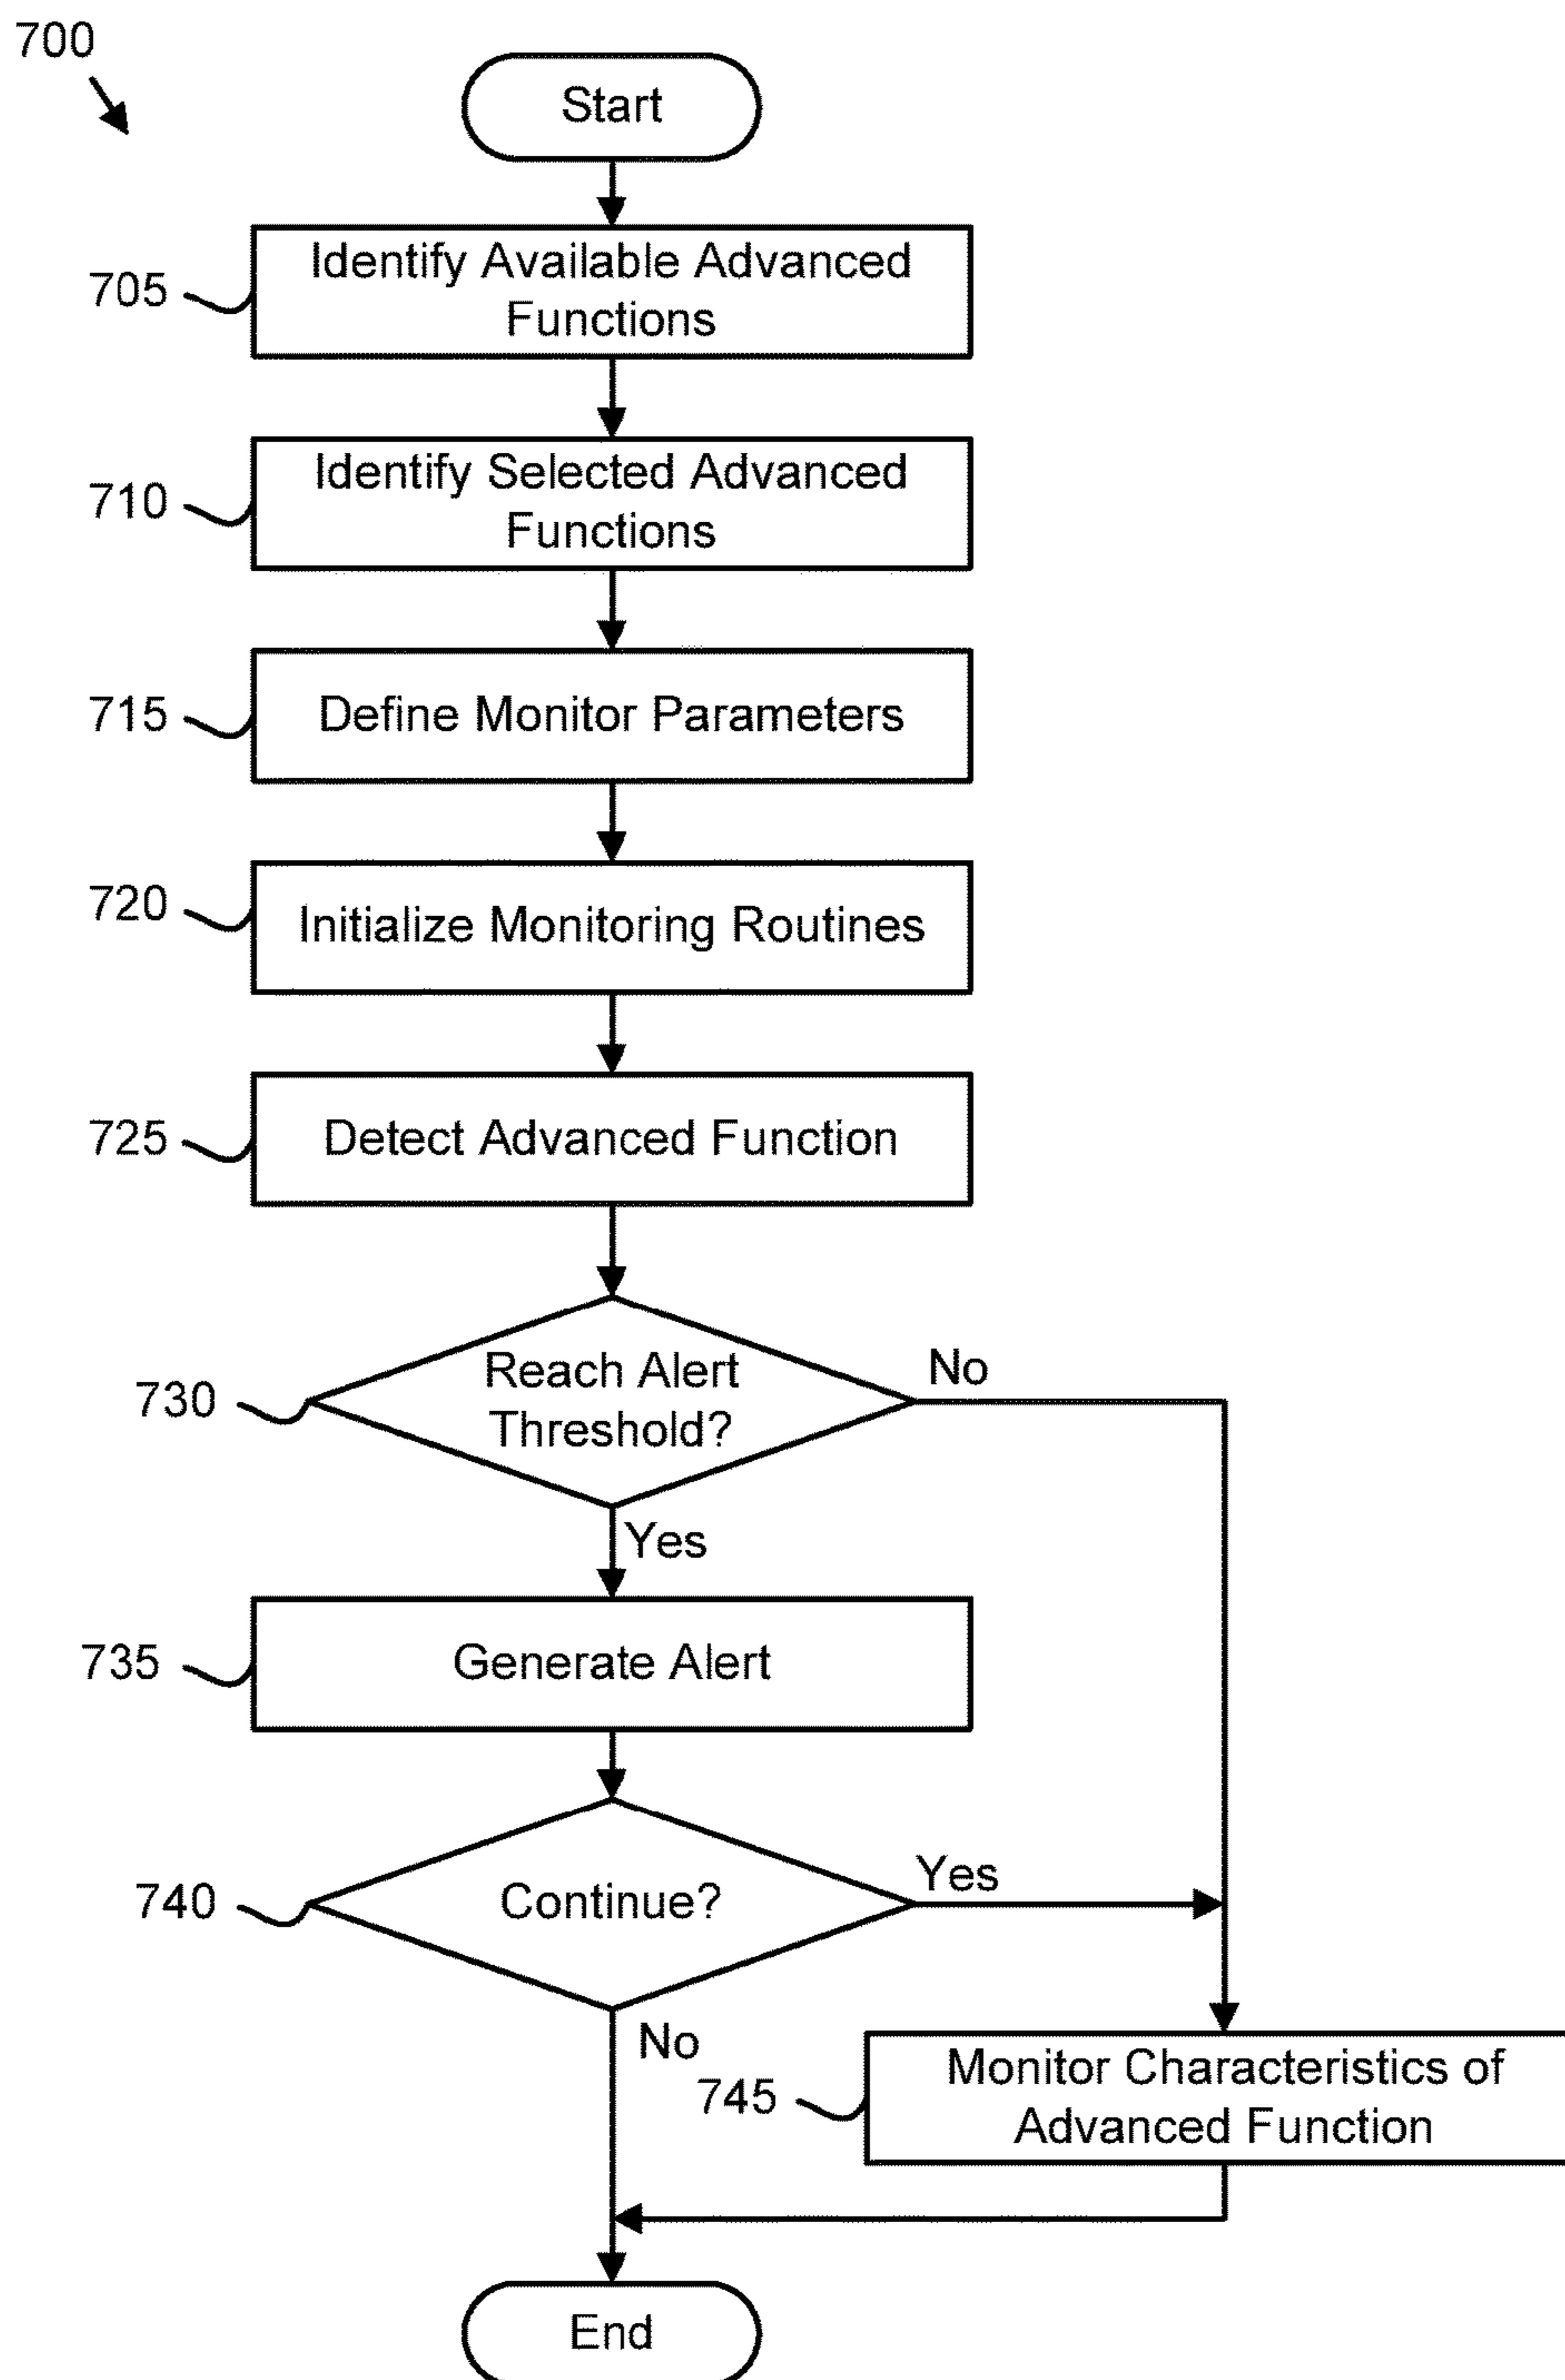 700
Start
705
Identify Available Advanced
Functions
710
Identify Selected Advanced
Functions
715
Define Monitor Parameters
720
Initialize Monitoring Routines
725
Detect Advanced Function
730
Reach Alert
Threshold?
No
Yes
735
Generate Alert
740
Continue?
Yes
No
745
Monitor Characteristics of
Advanced Function
End